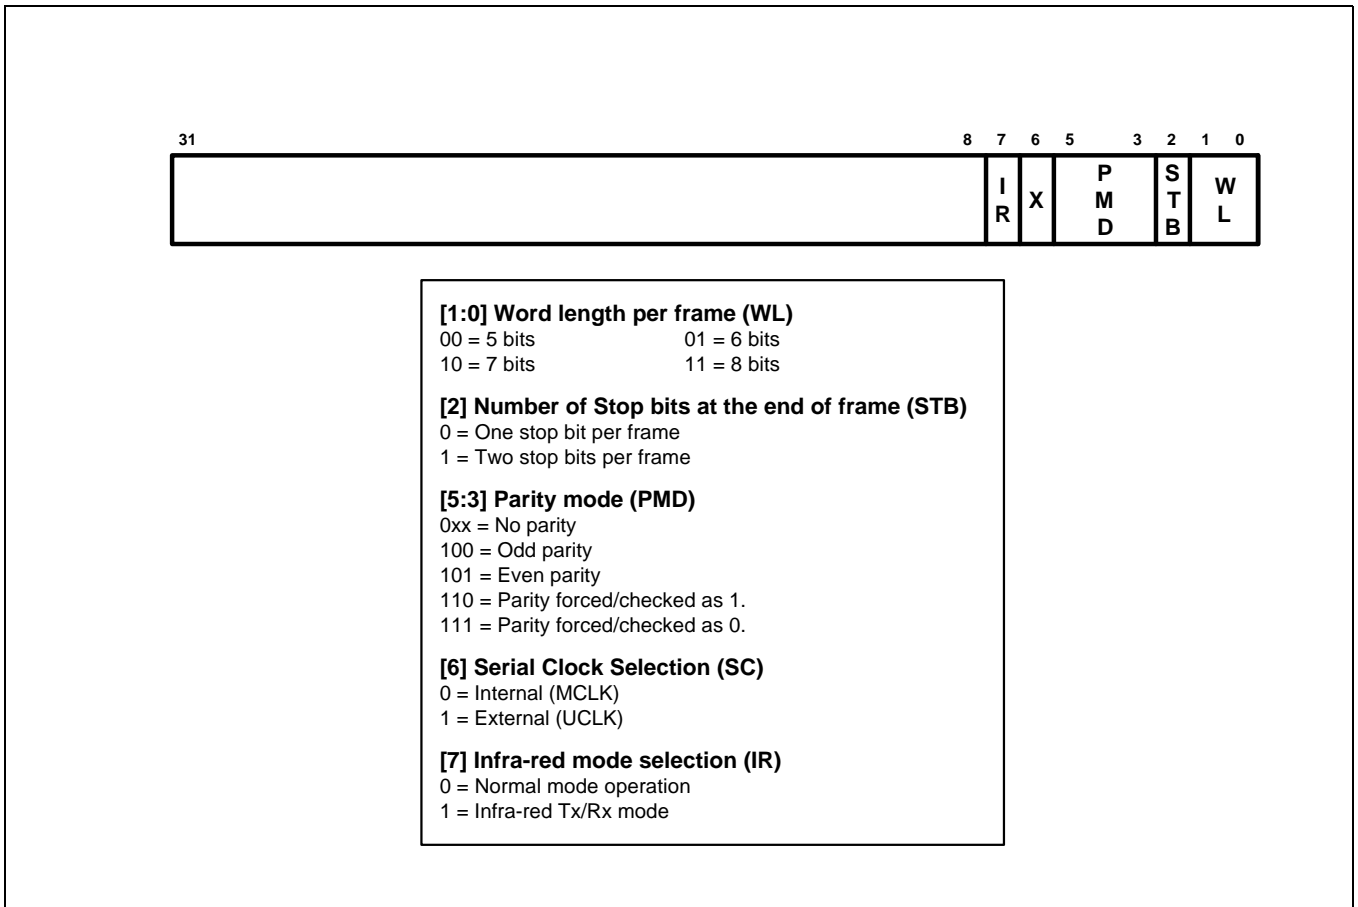 31 8 7 6 5 3 2 1 0
I R X P M D S T B W L
[1:0] Word length per frame (WL)
00 = 5 bits 01 = 6 bits
10 = 7 bits 11 = 8 bits
[2] Number of Stop bits at the end of frame (STB)
0 = One stop bit per frame
1 = Two stop bits per frame
[5:3] Parity mode (PMD)
0xx = No parity
100 = Odd parity
101 = Even parity
110 = Parity forced/checked as 1.
111 = Parity forced/checked as 0.
[6] Serial Clock Selection (SC)
0 = Internal (MCLK)
1 = External (UCLK)
[7] Infra-red mode selection (IR)
0 = Normal mode operation
1 = Infra-red Tx/Rx mode